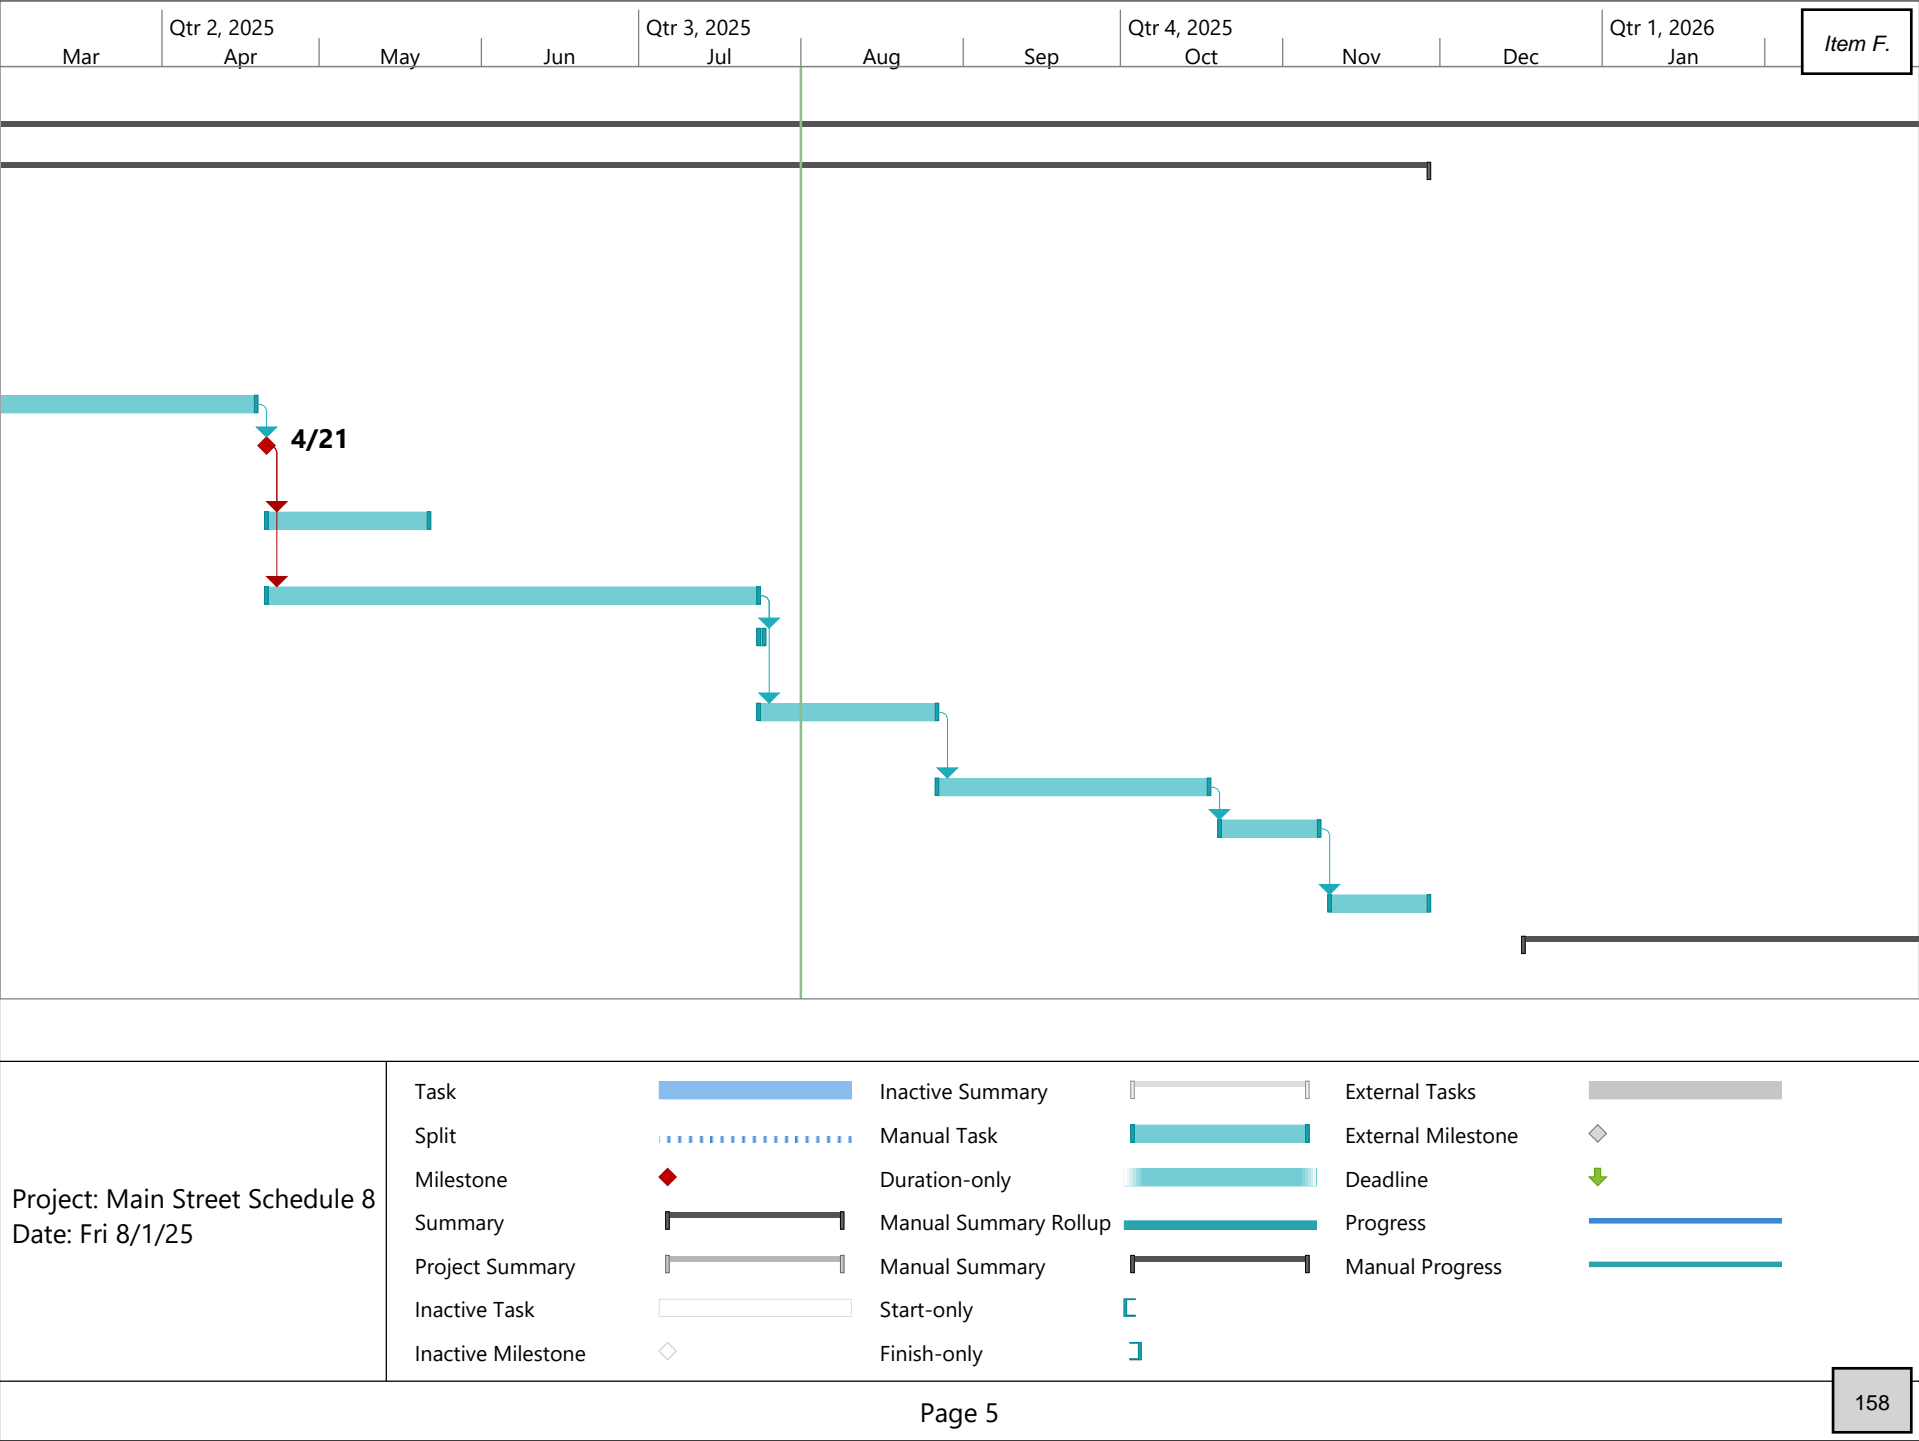 Qtr 2, 2025 Qtr 3, 2025 Qtr 4, 2025 Qtr 1, 2026
Mar Apr May Jun Jul Aug Sep Oct Nov Dec Jan
Item F.
4/21
Project: Main Street Schedule 8
Date: Fri 8/1/25
Task
Split
Milestone
Summary
Project Summary
Inactive Task
Inactive Milestone
Inactive Summary
Manual Task
Duration-only
Manual Summary Rollup
Manual Summary
Start-only
Finish-only
External Tasks
External Milestone
Deadline
Progress
Manual Progress
Page 5
158